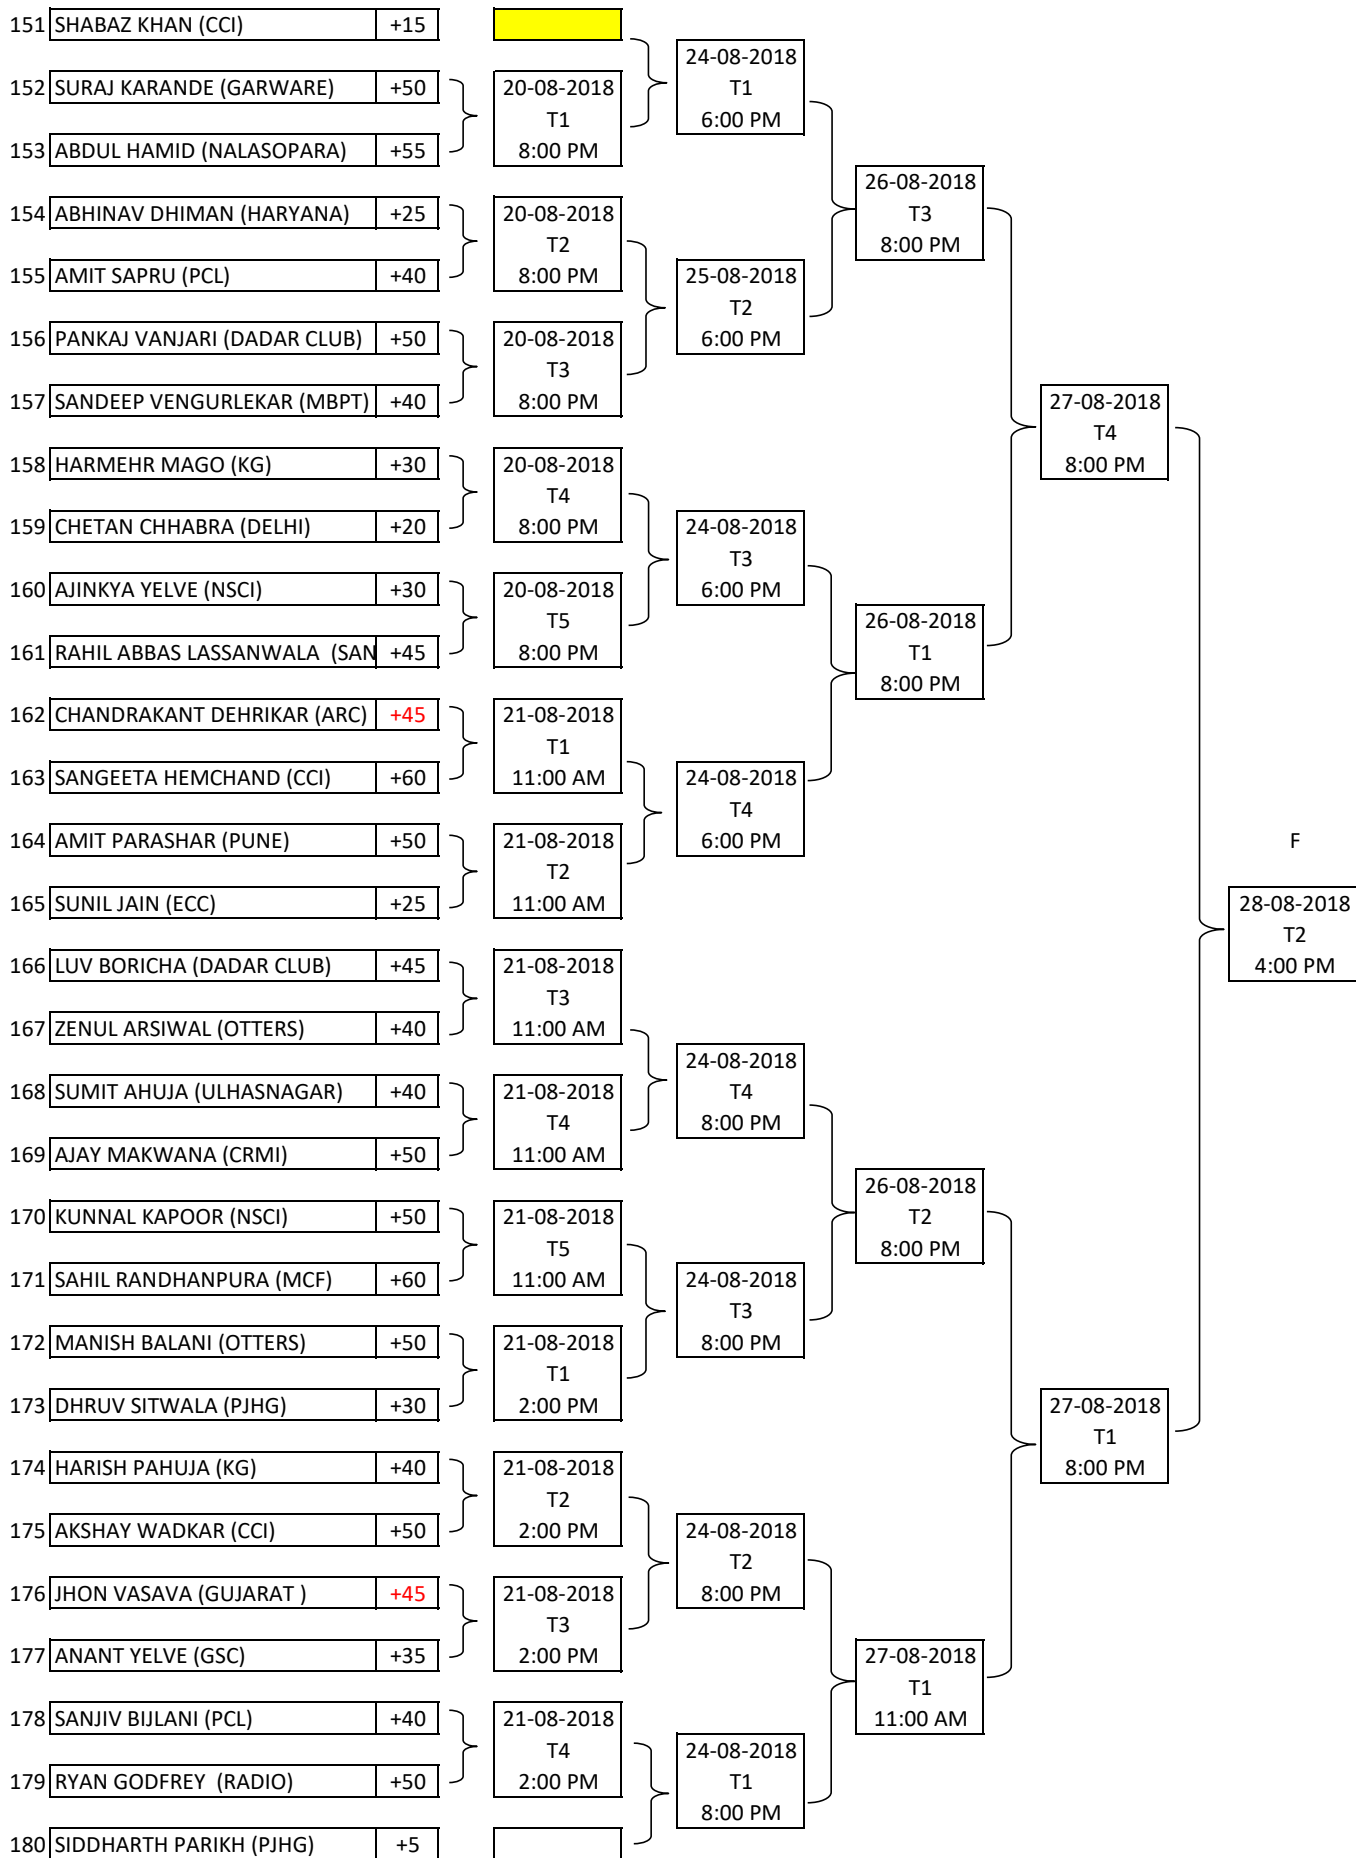 151 SHABAZ KHAN (CCI) +15
24-08-2018
152 SURAJ KARANDE (GARWARE) +50 20-08-2018 T1
T1 6:00 PM
153 ABDUL HAMID (NALASOPARA) +55 8:00 PM
26-08-2018
154 ABHINAV DHIMAN (HARYANA) +25 20-08-2018 T3
T2 8:00 PM
155 AMIT SAPRU (PCL) +40 8:00 PM 25-08-2018
T2
156 PANKAJ VANJARI (DADAR CLUB) +50 20-08-2018 6:00 PM
T3
157 SANDEEP VENGURLEKAR (MBPT) +40 8:00 PM 27-08-2018
T4
158 HARMEHR MAGO (KG) +30 20-08-2018 8:00 PM
T4
159 CHETAN CHHABRA (DELHI) +20 8:00 PM 24-08-2018
T3
160 AJINKYA YELVE (NSCI) +30 20-08-2018 6:00 PM
T5 26-08-2018
161 RAHIL ABBAS LASSANWALA (SAN +45 8:00 PM T1
8:00 PM
162 CHANDRAKANT DEHRIKAR (ARC) +45 21-08-2018
T1
163 SANGEETA HEMCHAND (CCI) +60 11:00 AM 24-08-2018
T4
164 AMIT PARASHAR (PUNE) +50 21-08-2018 6:00 PM F
T2
165 SUNIL JAIN (ECC) +25 11:00 AM 28-08-2018
T2
166 LUV BORICHA (DADAR CLUB) +45 21-08-2018 4:00 PM
T3
167 ZENUL ARSIWAL (OTTERS) +40 11:00 AM
24-08-2018
168 SUMIT AHUJA (ULHASNAGAR) +40 21-08-2018 T4
T4 8:00 PM
169 AJAY MAKWANA (CRMI) +50 11:00 AM
26-08-2018
170 KUNNAL KAPOOR (NSCI) +50 21-08-2018 T2
T5 8:00 PM
171 SAHIL RANDHANPURA (MCF) +60 11:00 AM 24-08-2018
T3
172 MANISH BALANI (OTTERS) +50 21-08-2018 8:00 PM
T1
173 DHRUV SITWALA (PJHG) +30 2:00 PM 27-08-2018
T1
174 HARISH PAHUJA (KG) +40 21-08-2018 8:00 PM
T2
175 AKSHAY WADKAR (CCI) +50 2:00 PM 24-08-2018
T2
176 JHON VASAVA (GUJARAT ) +45 21-08-2018 8:00 PM
T3
177 ANANT YELVE (GSC) +35 2:00 PM 27-08-2018
T1
178 SANJIV BIJLANI (PCL) +40 21-08-2018 11:00 AM
T4 24-08-2018
179 RYAN GODFREY (RADIO) +50 2:00 PM T1
8:00 PM
180 SIDDHARTH PARIKH (PJHG) +5